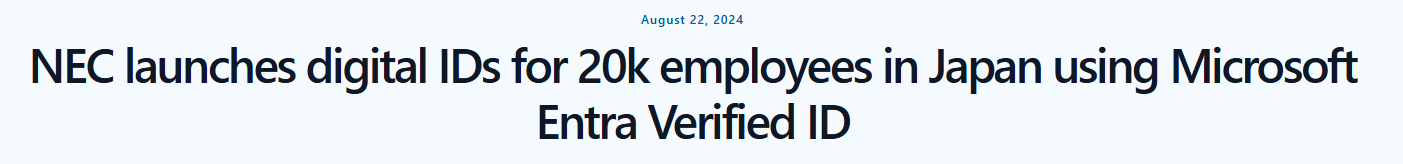 August 22, 2024
NEC launches digital IDs for 20k employees in Japan using Microsoft
Entra Verified ID